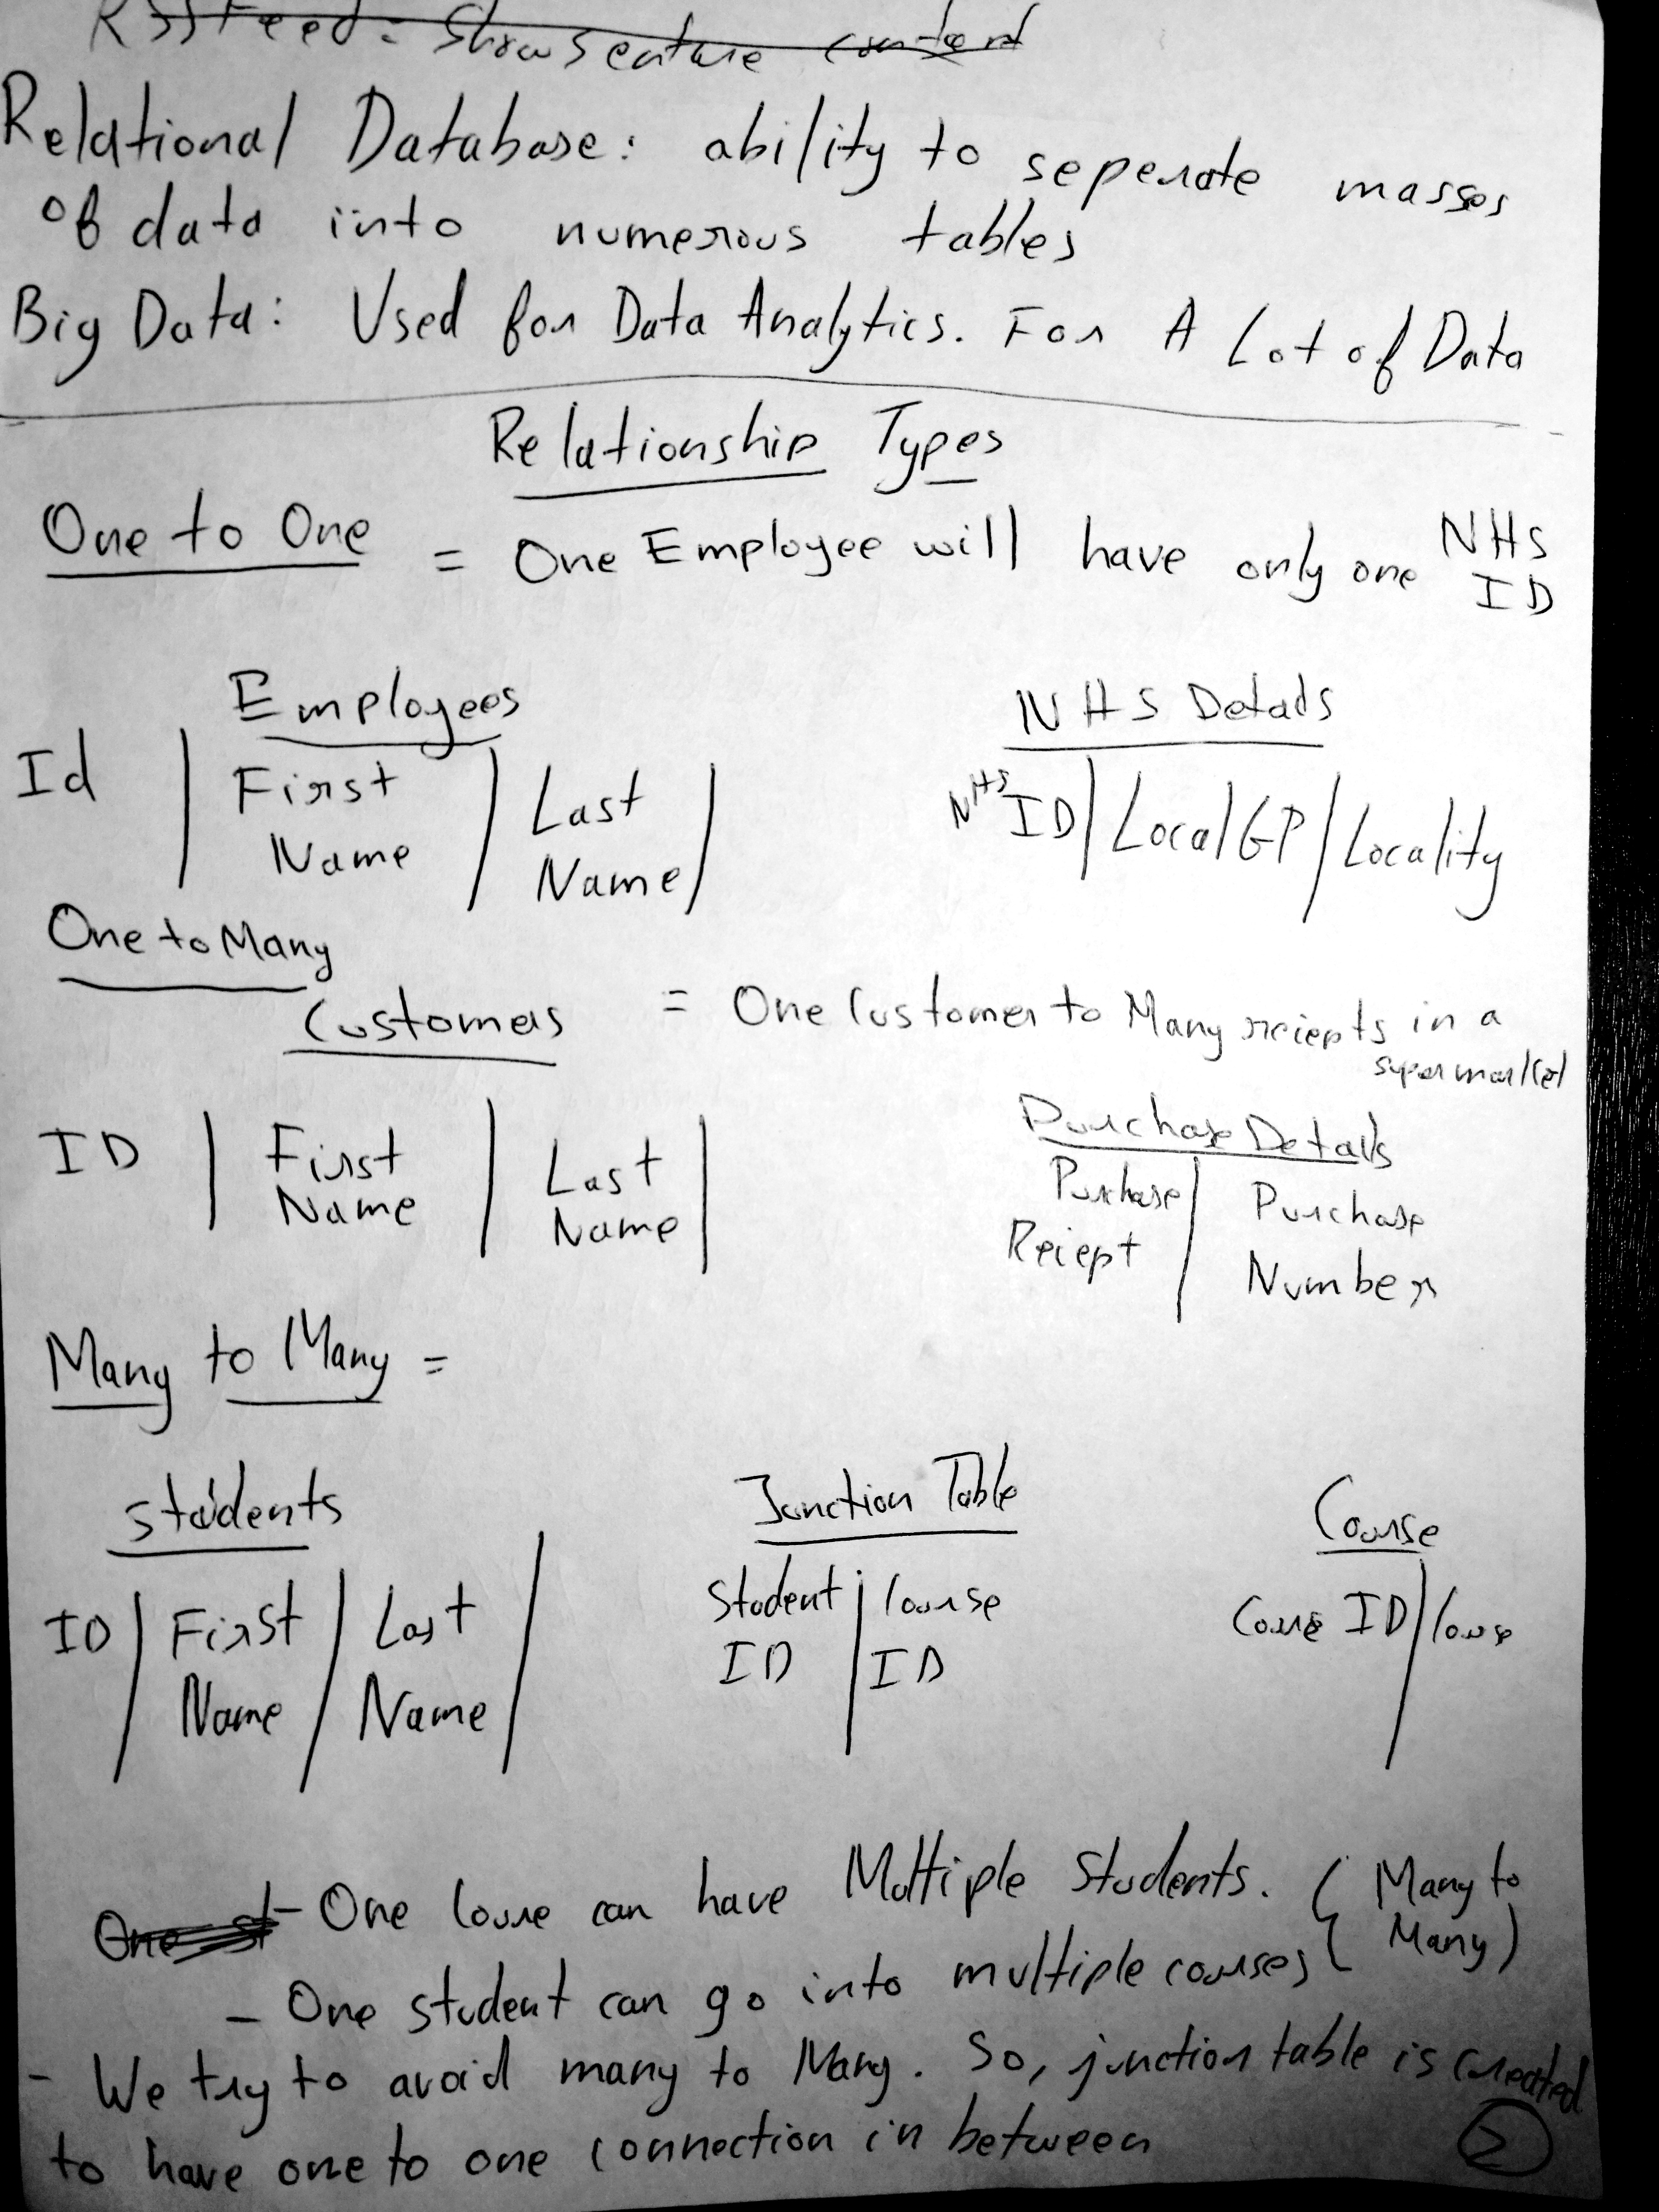 RSS Feed = Shows entire content
Relational Database: ability to seperate masses
of data into numerous tables
Big Data: Used for Data Analytics. For A Lot of Data
Relationship Types
One to One = One Employee will have only one NHS
ID
Employees
Id | First Name | Last Name |
NHS Details
NHS ID | Local GP | Locality
One to Many
Customers = One Customer to Many reciepts in a
supermarket
ID | First Name | Last Name |
Purchase Details
Purchase Reciept | Purchase Number
Many to Many =
Students
ID | First Name | Last Name |
Junction Table
Student ID | Course ID
Course
Course ID | Course
- One Course can have Multiple Students. (Many to
- One student can go into multiple courses Many)
- We try to avoid many to Many. So, junction table is created
to have one to one connection in between
2